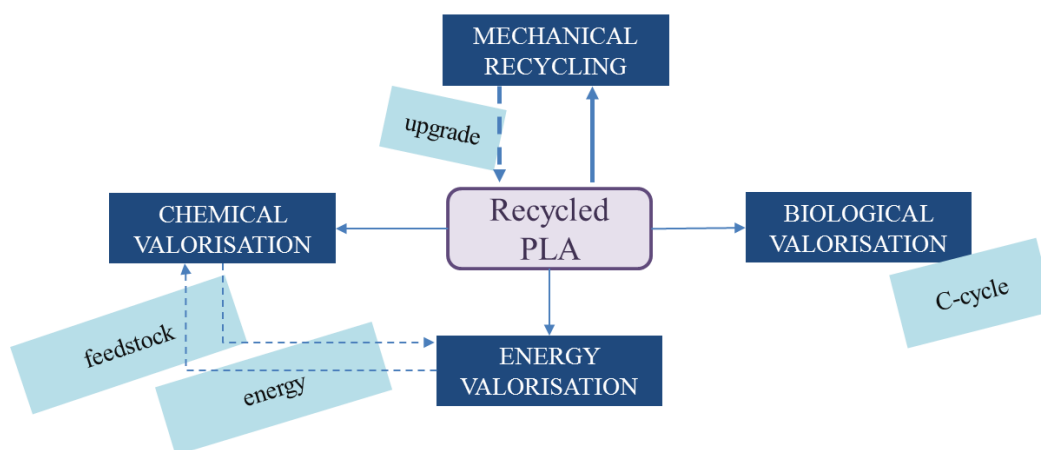 MECHANICAL
RECYCLING
upgrade
CHEMICAL
VALORISATION
Recycled
PLA
BIOLOGICAL
VALORISATION
C-cycle
feedstock
energy
ENERGY
VALORISATION